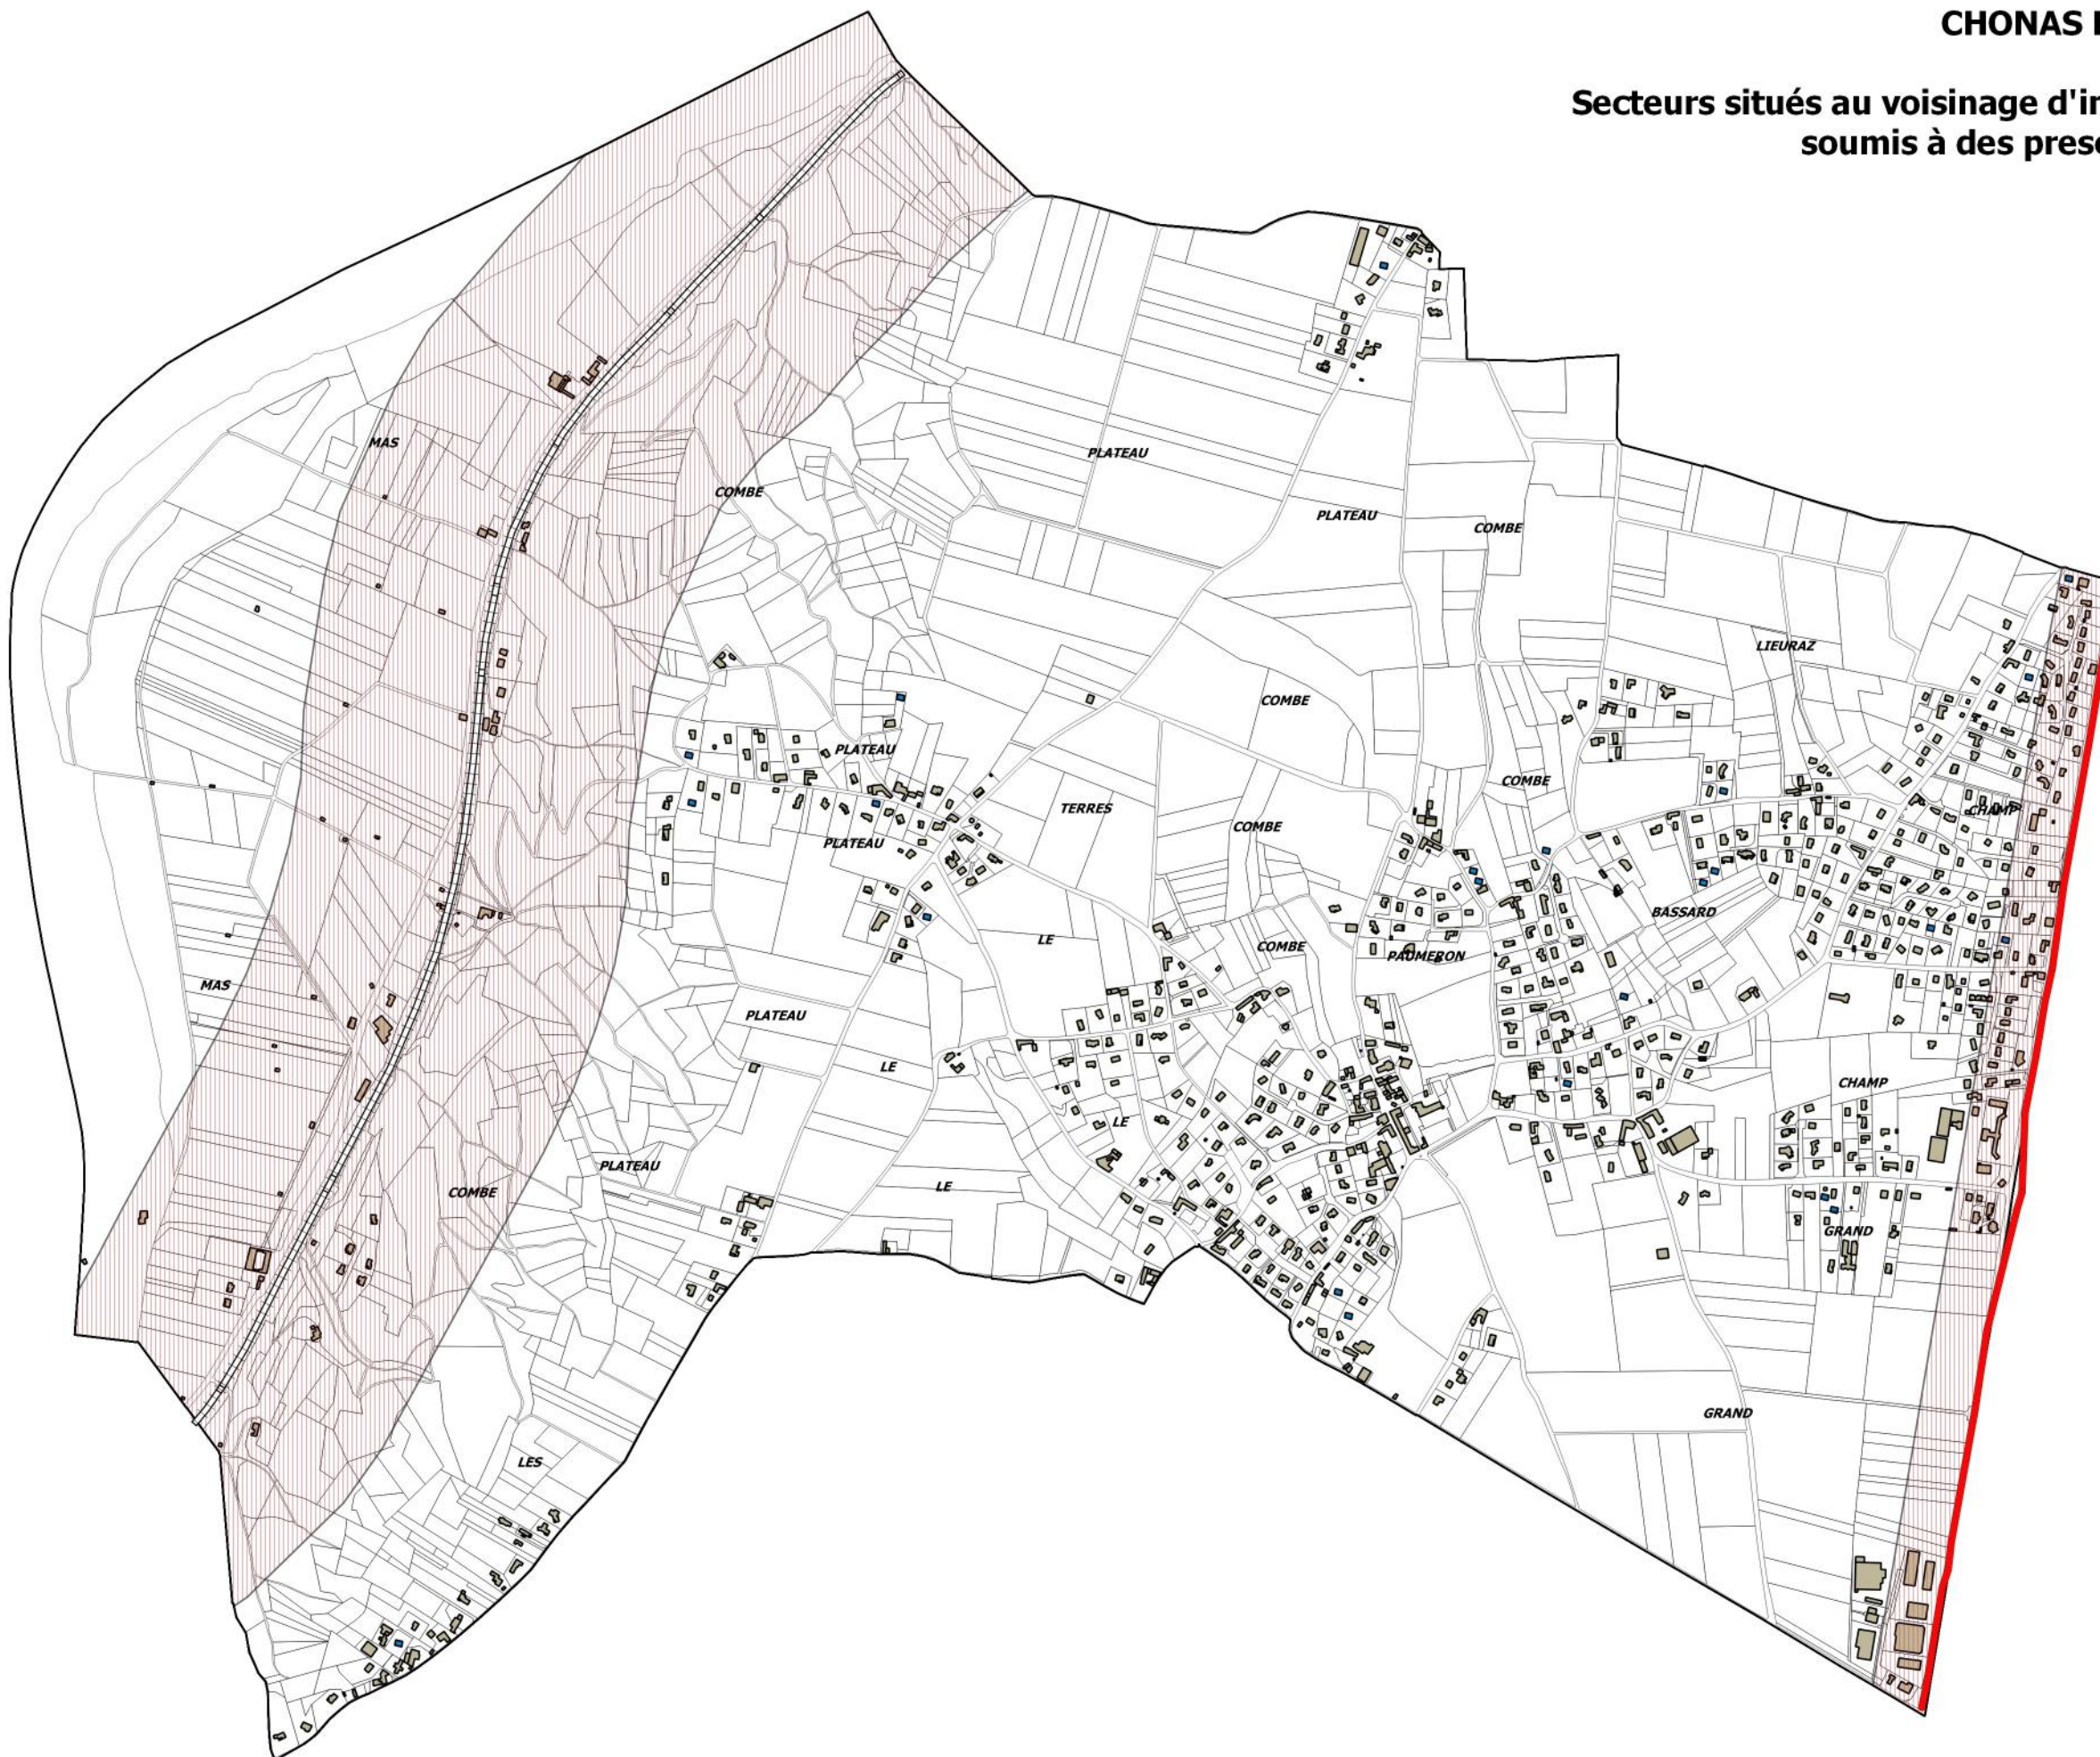 CHONAS
Secteurs situés au voisinage d'in
soumis à des pres
MAS
COMBE
PLATEAU
PLATEAU
COMBE
LIEURAZ
COMBE
PLATEAU
COMBE
TERRES
CHAMP
COMBE
PLATEAU
BASSARD
LE
COMBE
PAUMERON
MAS
PLATEAU
LE
CHAMP
LE
PLATEAU
LE
COMBE
GRAND
GRAND
LES